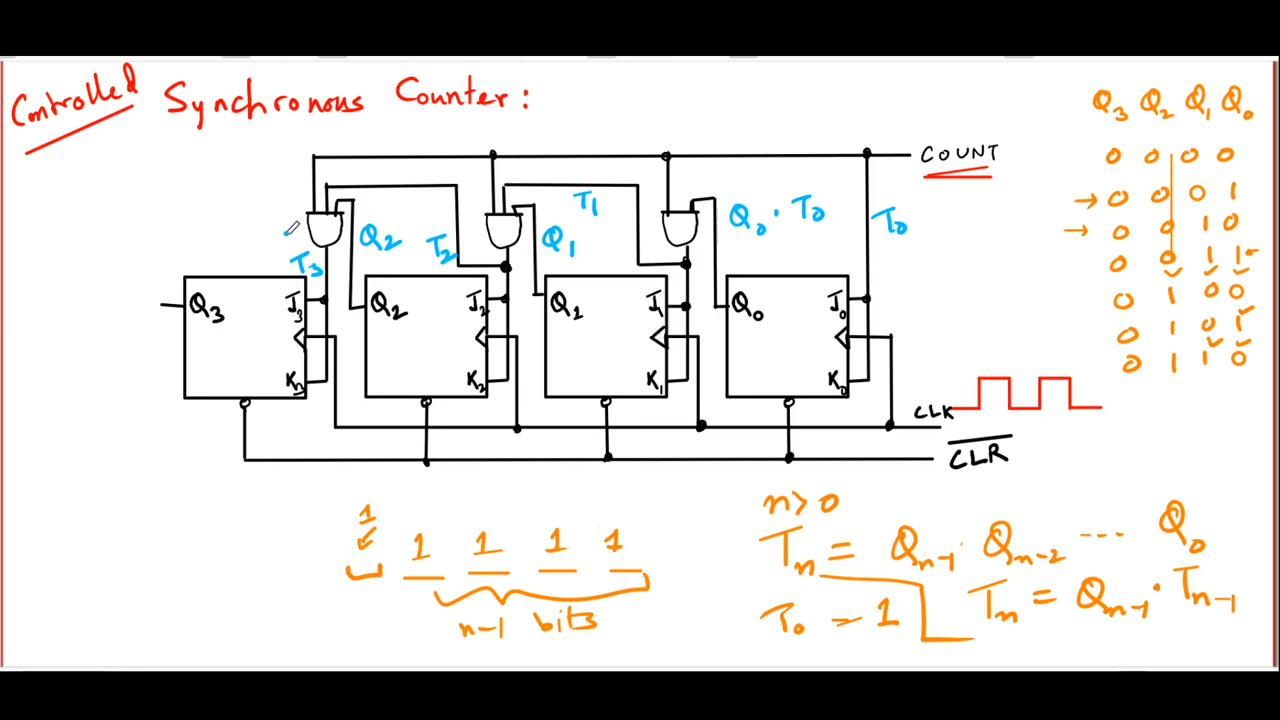 Controlled Synchronous Counter:
Q3 Q2 Q1 Q0
0 0 0 0
→ 0 0 0 1
→ 0 0 1 0
0 0 1 1
0 1 0 0
0 1 0 1
0 1 1 0
COUNT
T1
Q0 · T0
T0
Q2
T2
Q1
T3
Q3 J3 Q2 J2 Q1 J1 Q0 J0
Kn K2 K1 K0
CLK
CLR
1
1 1 1 1
n-1 bits
n>0
Tn = Qn-1 · Qn-2 ... Q0
T0 = 1
Tn = Qn-1 · Tn-1